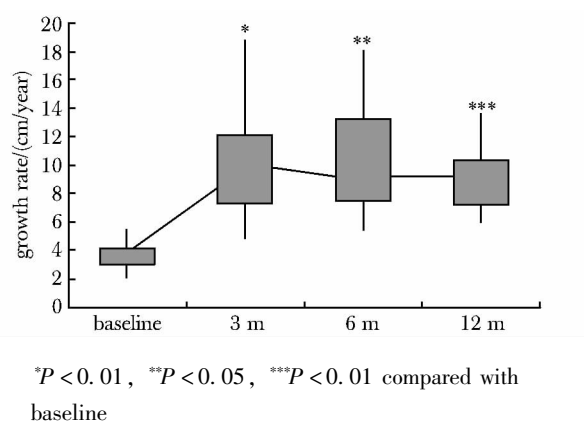 growth rate/(cm/year)
20
18
16
14
12
10
8
6
4
2
0
*
**
***
baseline
3 m
6 m
12 m
*P < 0. 01 , **P < 0. 05 , ***P < 0. 01 compared with
baseline